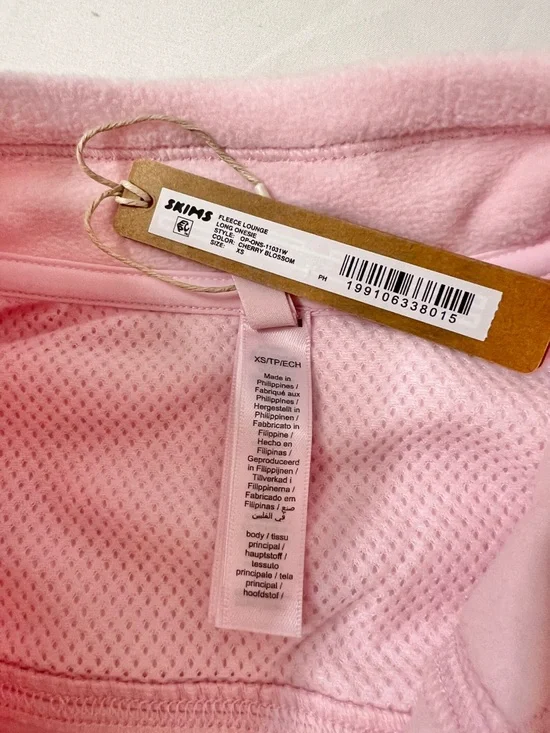 SKIMS
FLEECE LOUNGE
LONG ONESIE
STYLE: OP-ONS-11031W
COLOR: CHERRY BLOSSOM
SIZE: XS
PH
199106338015
XS/TP/ECH
Made in
Philippines /
Fabriqué aux
Philippines /
Hergestellt in
Philippinen /
Fabbricato in
Filippine /
Hecho en
Filipinas /
Geproduceerd
in Filippijnen /
Tillverkad i
Filippinerna /
Fabricado em
Filipinas / صنع
في الفلبين
body / tissu
principal /
hauptstoff /
tessuto
principale / tela
principal /
hoofdstof /